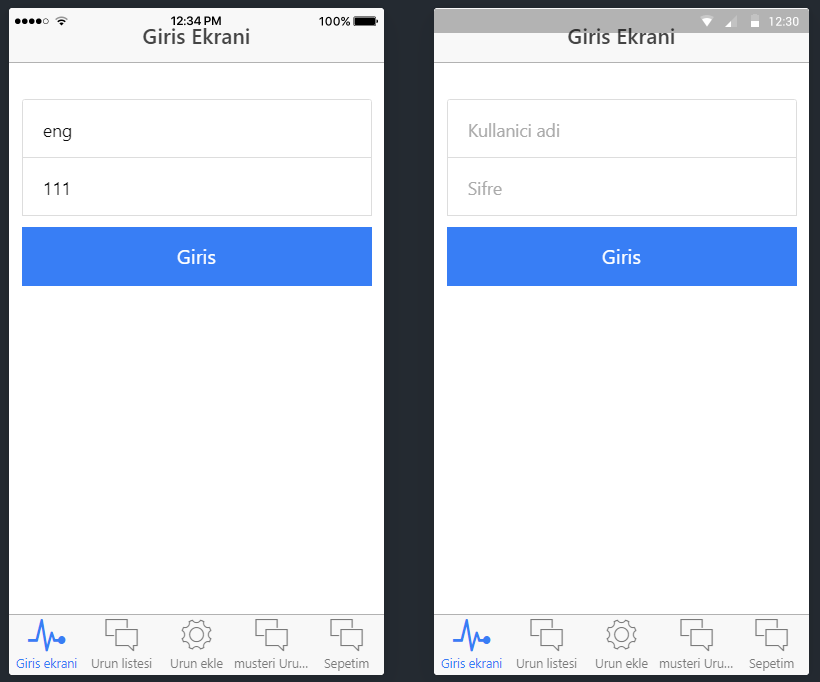 12:34 PM 100%
Giris Ekrani
eng
111
Giris
Giris ekrani Urun listesi Urun ekle musteri Uru... Sepetim
12:30
Giris Ekrani
Kullanici adi
Sifre
Giris
Giris ekrani Urun listesi Urun ekle musteri Uru... Sepetim